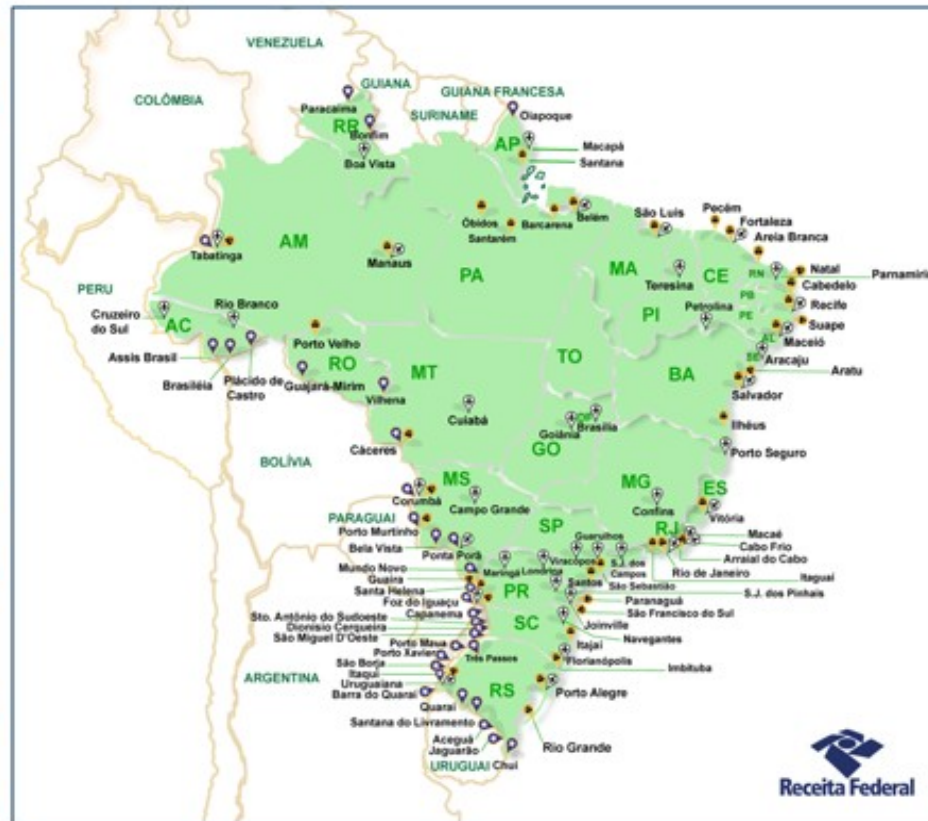 VENEZUELA
GUIANA
GUIANA FRANCESA
COLÔMBIA
SURINAME
Paracaima
Oiapoque
RR
Bonfim
AP
Macapá
Boa Vista
Santana
Pecém
São Luis
Fortaleza
Óbidos
Barcarena
Belém
Areia Branca
Santarém
AM
Tabatinga
Manaus
PA
MA
CE
RN
Natal
Parnamirim
Teresina
Cabedelo
PERU
PB
Cruzeiro
do Sul
Rio Branco
PI
Petrolina
PE
Recife
AC
Suape
AL
Maceió
Porto Velho
Assis Brasil
TO
SE
Aracaju
RO
MT
BA
Aratu
Brasiléia
Plácido de
Castro
Guajará-Mirim
Vilhena
Salvador
Cuiabá
DF
Brasília
Goiânia
Ilhéus
Cáceres
GO
Porto Seguro
BOLÍVIA
MS
MG
ES
Corumbá
Campo Grande
Confins
Vitória
PARAGUAI
Porto Murtinho
SP
RJ
Macaé
Bela Vista
Ponta Porã
Guarulhos
Cabo Frio
Viracopos
Arraial do Cabo
Mundo Novo
Maringá
Londrina
S.J. dos
Campos
Rio de Janeiro
Itaguaí
Guaira
Santos
São Sebastião
Santa Helena
PR
S.J. dos Pinhais
Foz do Iguaçu
Paranaguá
Capanema
São Francisco do Sul
Sto. Antônio do Sudoeste
SC
Joinville
Dionísio Cerqueira
Navegantes
São Miguel D'Oeste
Itajaí
Porto Maua
Três Passos
Florianópolis
Porto Xavier
Imbituba
São Borja
Itaqui
ARGENTINA
Uruguaiana
RS
Porto Alegre
Barra do Quarai
Quarai
Santana do Livramento
Aceguá
Rio Grande
Jaguarão
URUGUAI
Chui
Receita Federal